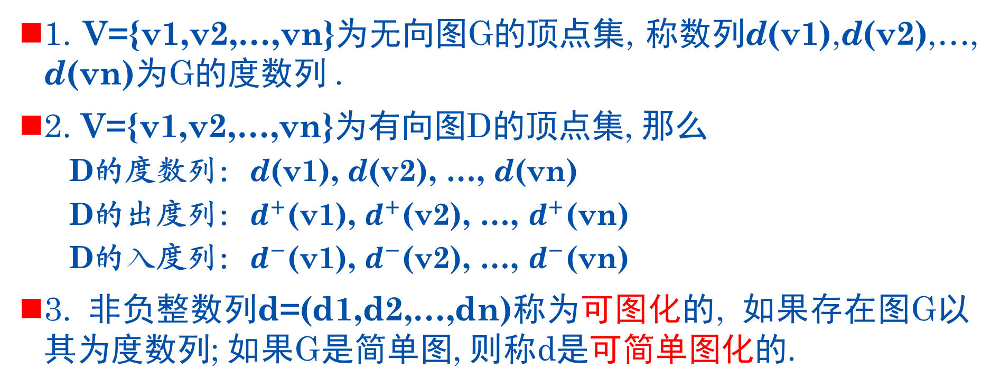 1. V={v1,v2,…,vn}为无向图G的顶点集, 称数列d(v1),d(v2),…,
d(vn)为G的度数列 .
2. V={v1,v2,…,vn}为有向图D的顶点集, 那么
D的度数列：d(v1), d(v2), …, d(vn)
D的出度列：d⁺(v1), d⁺(v2), …, d⁺(vn)
D的入度列：d⁻(v1), d⁻(v2), …, d⁻(vn)
3. 非负整数列d=(d1,d2,…,dn)称为可图化的, 如果存在图G以
其为度数列; 如果G是简单图, 则称d是可简单图化的.